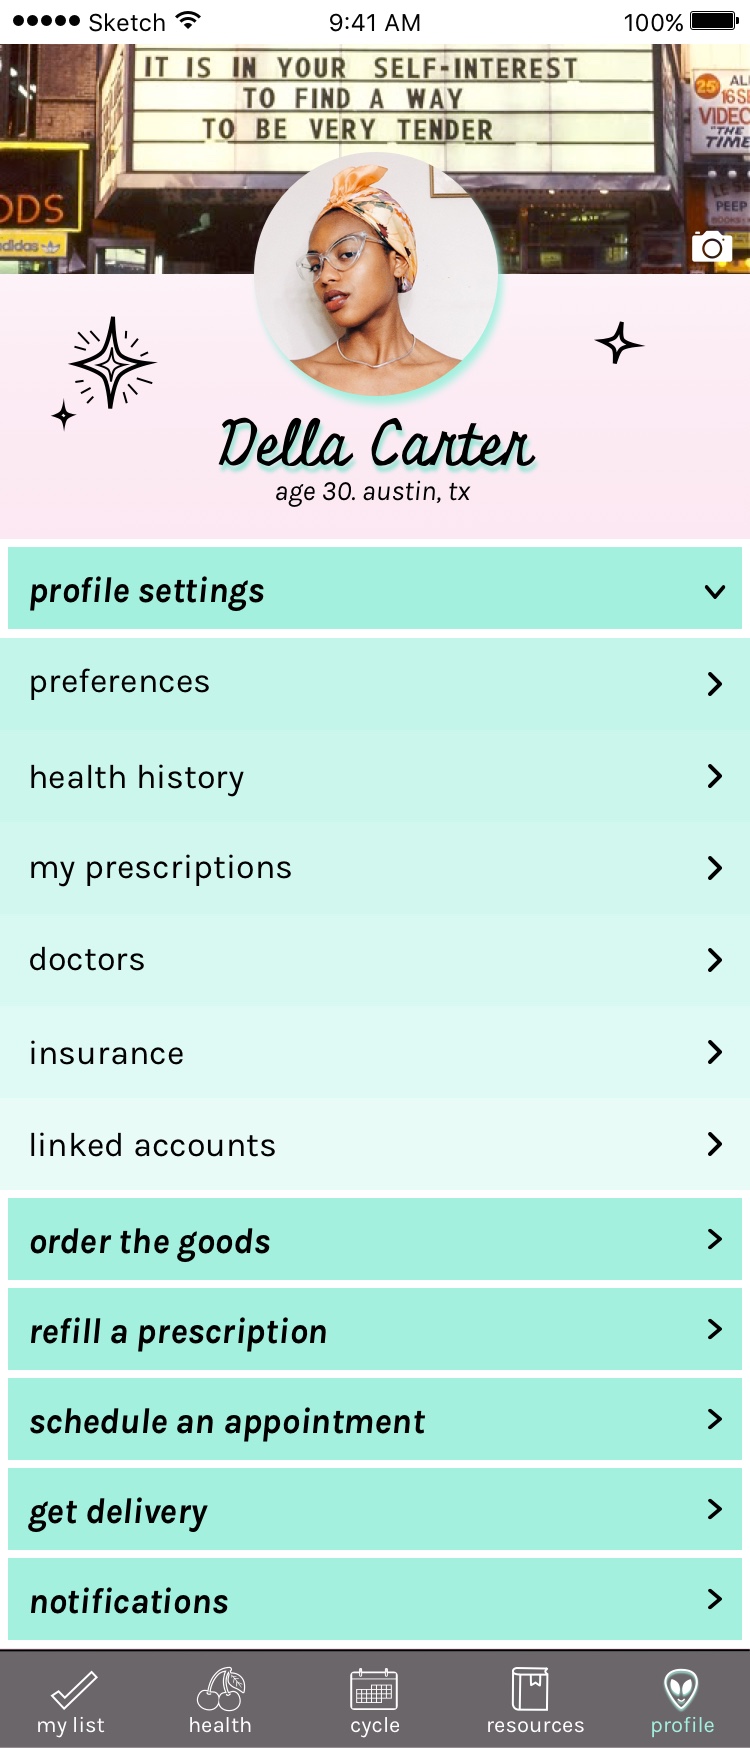 Sketch 9:41 AM 100%
IT IS IN YOUR SELF-INTEREST
TO FIND A WAY
TO BE VERY TENDER
25
VIDEO
"THE
TIME
PEEP
ODS
adidas
Della Carter
age 30. austin, tx
profile settings
preferences
health history
my prescriptions
doctors
insurance
linked accounts
order the goods
refill a prescription
schedule an appointment
get delivery
notifications
my list health cycle resources profile